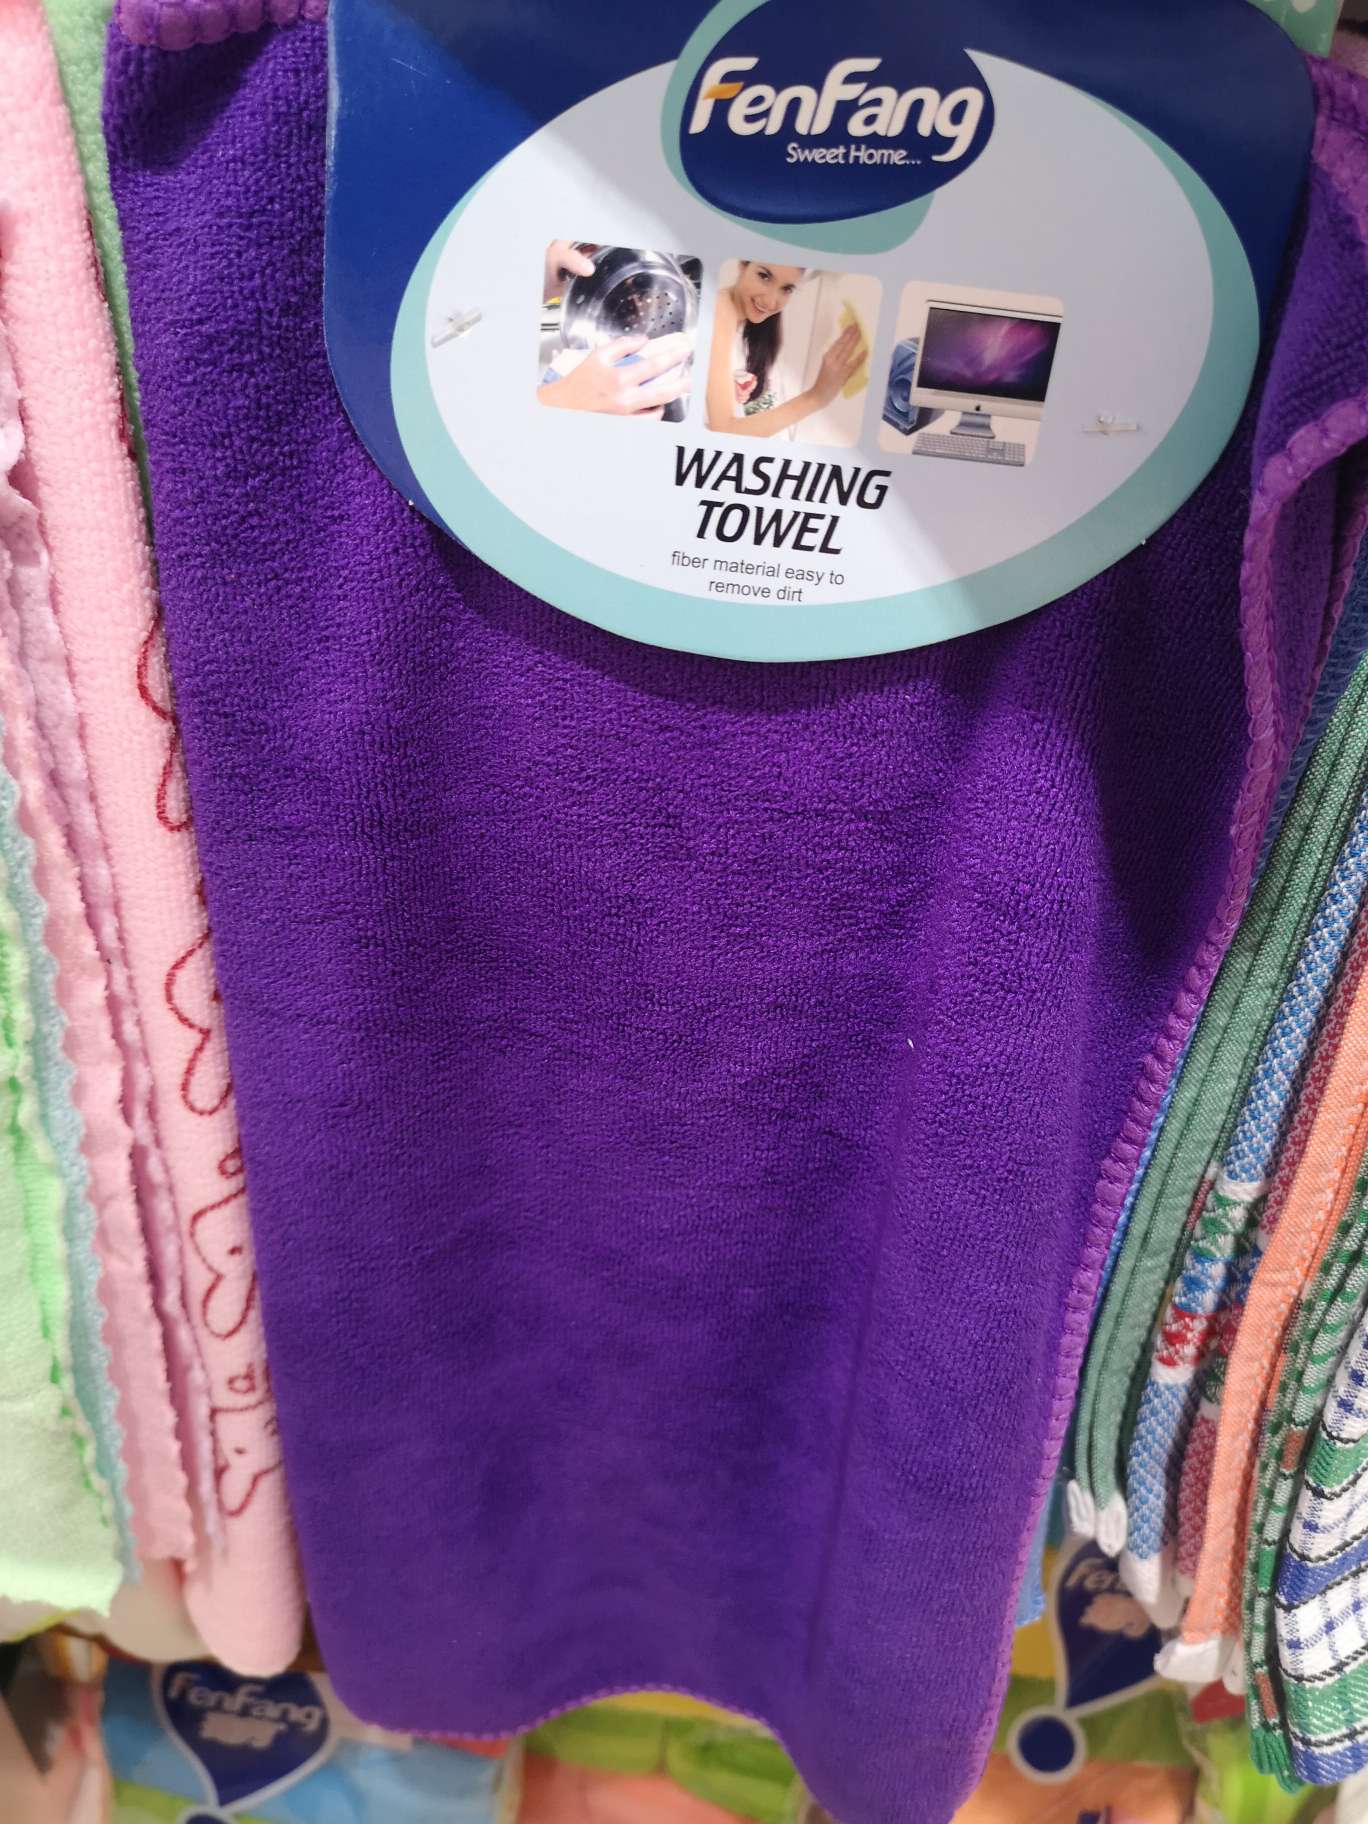 FenFang
Sweet Home...
WASHING
TOWEL
fiber material easy to
remove dirt
FenFang